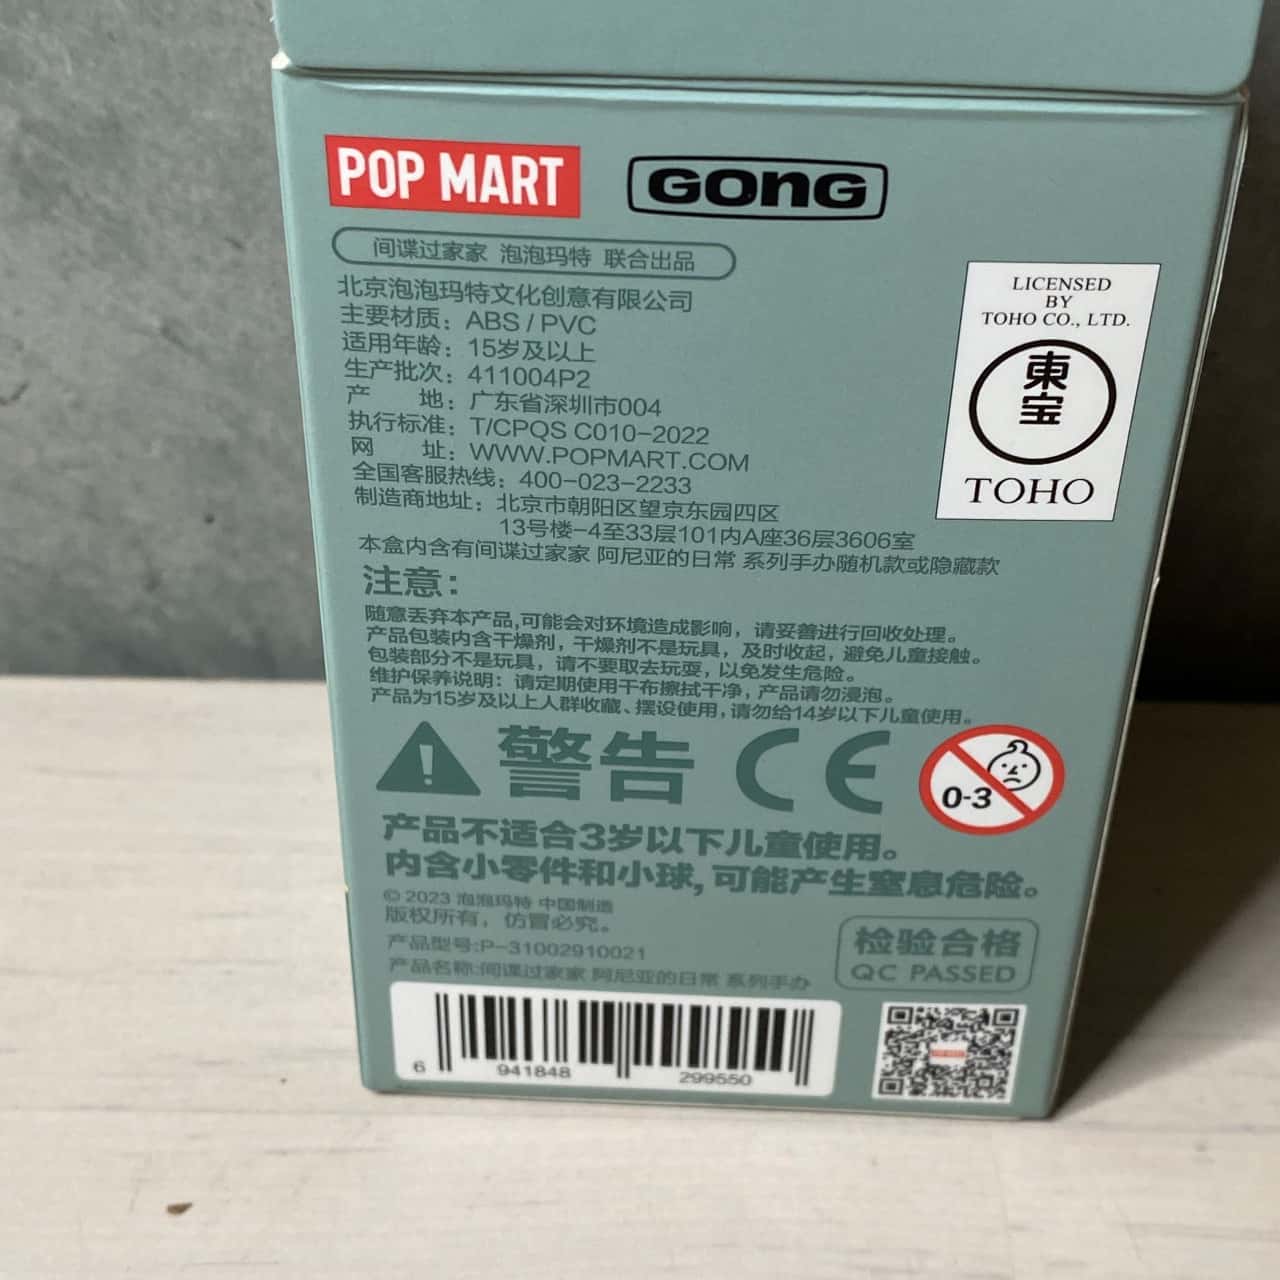 POP MART
GONG
间谍过家家 泡泡玛特 联合出品
北京泡泡玛特文化创意有限公司
主要材质：ABS / PVC
适用年龄：15岁及以上
生产批次：411004P2
产 地：广东省深圳市004
执行标准：T/CPQS C010-2022
网 址：WWW.POPMART.COM
全国客服热线：400-023-2233
制造商地址：北京市朝阳区望京东园四区
13号楼-4至33层101内A座36层3606室
本盒内含有间谍过家家 阿尼亚的日常 系列手办随机款或隐藏款
LICENSED
BY
TOHO CO., LTD.
東宝
TOHO
注意：
随意丢弃本产品,可能会对环境造成影响，请妥善进行回收处理。
产品包装内含干燥剂，干燥剂不是玩具，及时收起，避免儿童接触。
包装部分不是玩具，请不要取去玩耍，以免发生危险。
维护保养说明：请定期使用干布擦拭干净，产品请勿浸泡。
产品为15岁及以上人群收藏、摆设使用，请勿给14岁以下儿童使用。
警告 CE
0-3
产品不适合3岁以下儿童使用。
内含小零件和小球,可能产生窒息危险。
© 2023 泡泡玛特 中国制造
版权所有，仿冒必究。
产品型号:P-31002910021
产品名称:间谍过家家 阿尼亚的日常 系列手办
检验合格
QC PASSED
6 941848 299550
POP MART